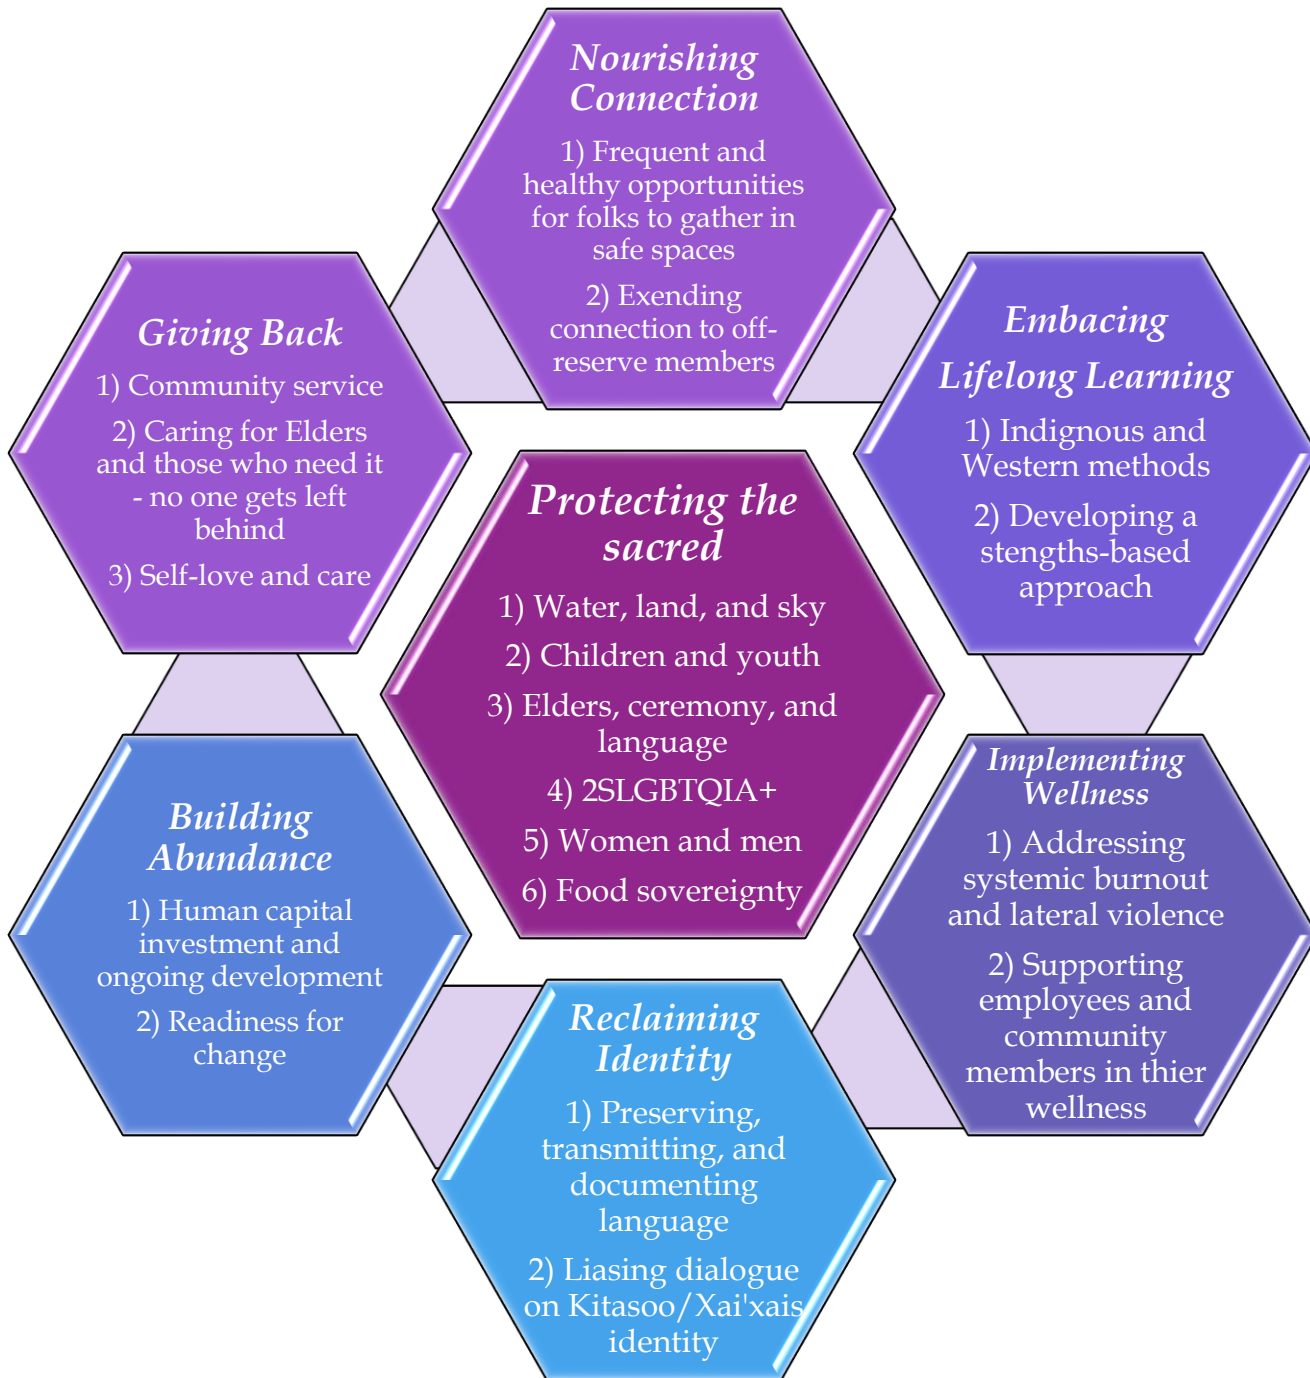 Nourishing
Connection
1) Frequent and
healthy opportunities
for folks to gather in
safe spaces
2) Exending
connection to off-
reserve members
Giving Back
1) Community service
2) Caring for Elders
and those who need it
- no one gets left
behind
3) Self-love and care
Embacing
Lifelong Learning
1) Indignous and
Western methods
2) Developing a
stengths-based
approach
Protecting the
sacred
1) Water, land, and sky
2) Children and youth
3) Elders, ceremony, and
language
4) 2SLGBTQIA+
5) Women and men
6) Food sovereignty
Building
Abundance
1) Human capital
investment and
ongoing development
2) Readiness for
change
Implementing
Wellness
1) Addressing
systemic burnout
and lateral violence
2) Supporting
employees and
community
members in thier
wellness
Reclaiming
Identity
1) Preserving,
transmitting, and
documenting
language
2) Liasing dialogue
on Kitasoo/Xai'xais
identity